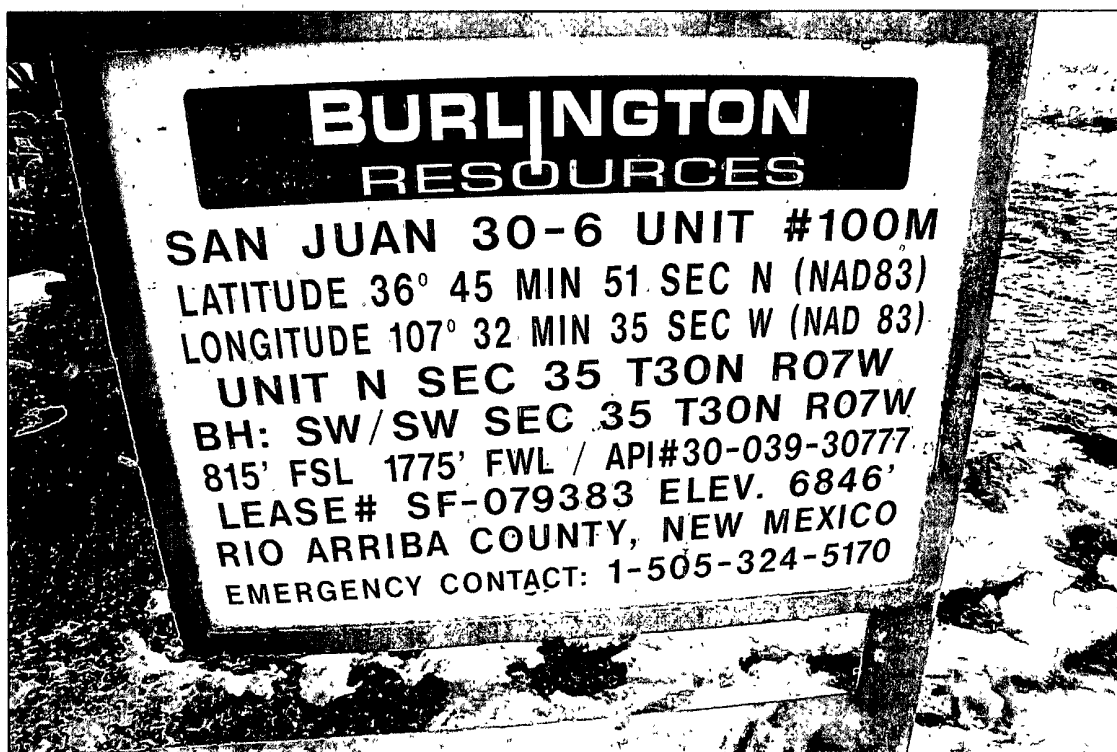 BURLINGTON
RESOURCES
SAN JUAN 30-6 UNIT #100M
LATITUDE 36° 45 MIN 51 SEC N (NAD83)
LONGITUDE 107° 32 MIN 35 SEC W (NAD 83)
UNIT N SEC 35 T30N R07W
BH: SW/SW SEC 35 T30N R07W
815' FSL 1775' FWL / API#30-039-30777
LEASE# SF-079383 ELEV. 6846'
RIO ARRIBA COUNTY, NEW MEXICO
EMERGENCY CONTACT: 1-505-324-5170